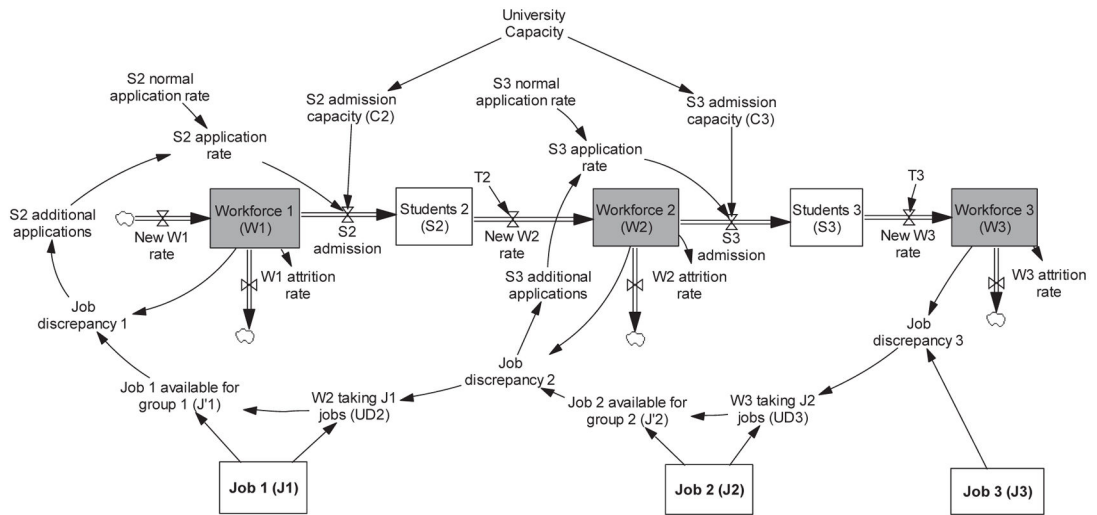 University
Capacity
S2 normal
application rate
S2 admission
capacity (C2)
S3 normal
application rate
S3 admission
capacity (C3)
S2 application
rate
S3 application
rate
T2
T3
S2 additional
applications
Workforce 1
(W1)
Students 2
(S2)
Workforce 2
(W2)
Students 3
(S3)
Workforce 3
(W3)
New W1
rate
S2
admission
New W2
rate
S3
admission
New W3
rate
W1 attrition
rate
S3 additional
applications
W2 attrition
rate
W3 attrition
rate
Job
discrepancy 1
Job
discrepancy 3
Job
discrepancy 2
Job 1 available for
group 1 (J'1)
W2 taking J1
jobs (UD2)
Job 2 available for
group 2 (J'2)
W3 taking J2
jobs (UD3)
Job 1 (J1)
Job 2 (J2)
Job 3 (J3)